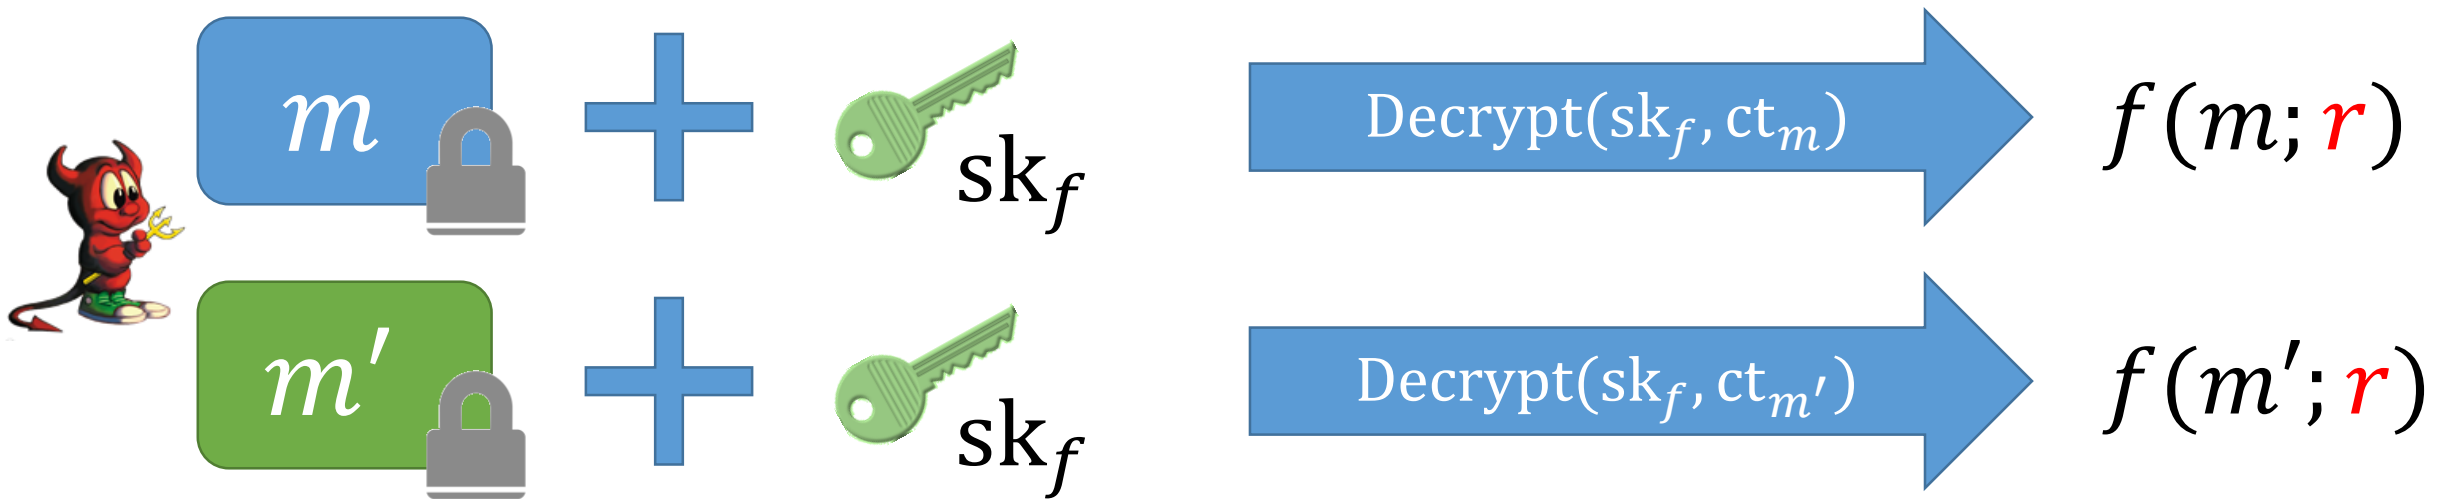 m
sk_f
Decrypt(sk_f, ct_m)
f(m; r)
m′
sk_f
Decrypt(sk_f, ct_m′)
f(m′; r)